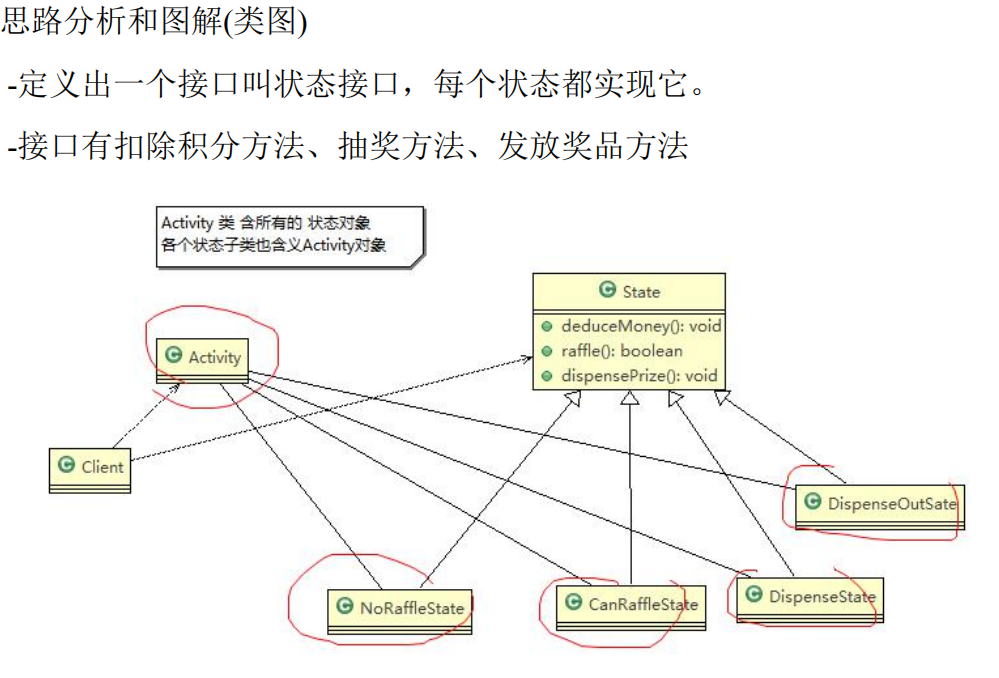 思路分析和图解(类图)
-定义出一个接口叫状态接口，每个状态都实现它。
-接口有扣除积分方法、抽奖方法、发放奖品方法
Activity 类 含所有的 状态对象
各个状态子类也含义Activity对象
C State
deduceMoney(): void
raffle(): boolean
dispensePrize(): void
C Activity
C Client
C DispenseOutSate
C NoRaffleState
C CanRaffleState
C DispenseState